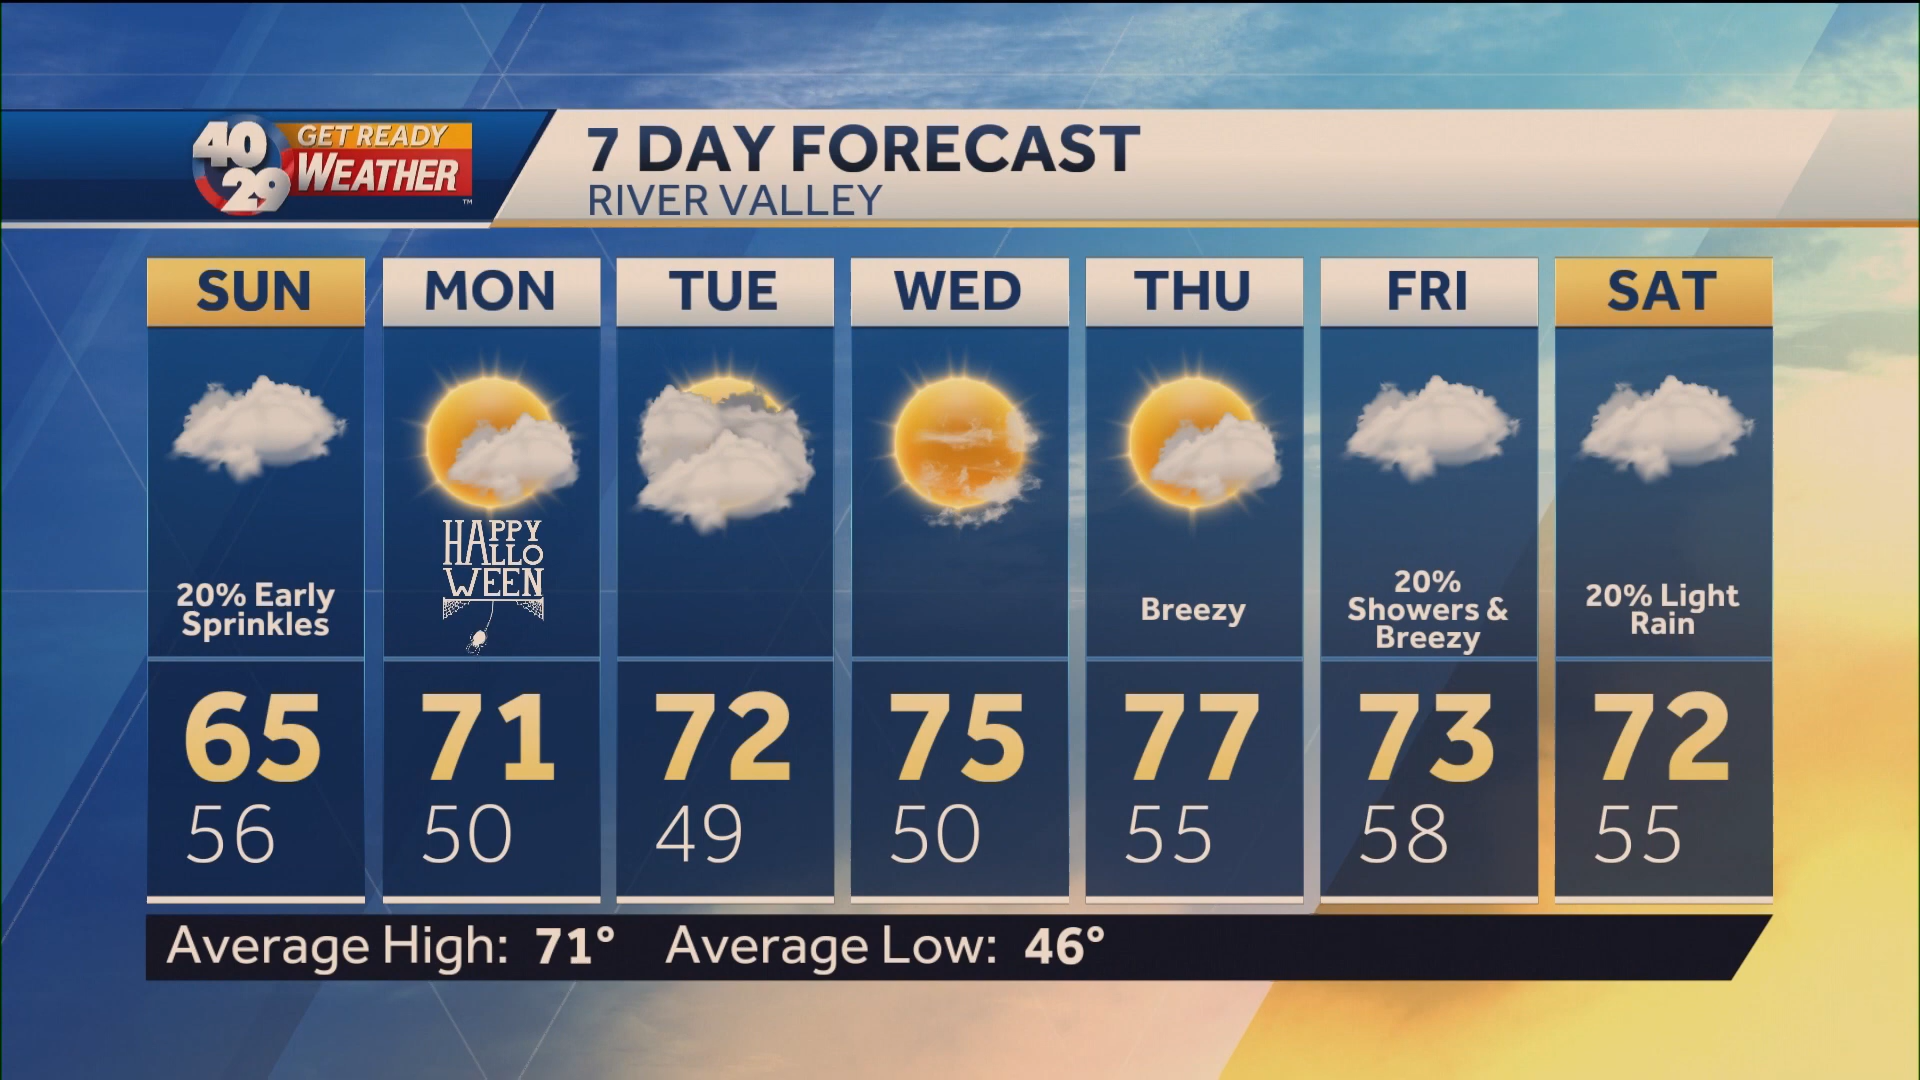 40
29
GET READY
WEATHER
™
7 DAY FORECAST
RIVER VALLEY
SUN
20% Early
Sprinkles
65
56
MON
HAPPY
HALLO
WEEN
71
50
TUE
72
49
WED
75
50
THU
Breezy
77
55
FRI
20%
Showers &
Breezy
73
58
SAT
20% Light
Rain
72
55
Average High: 71° Average Low: 46°